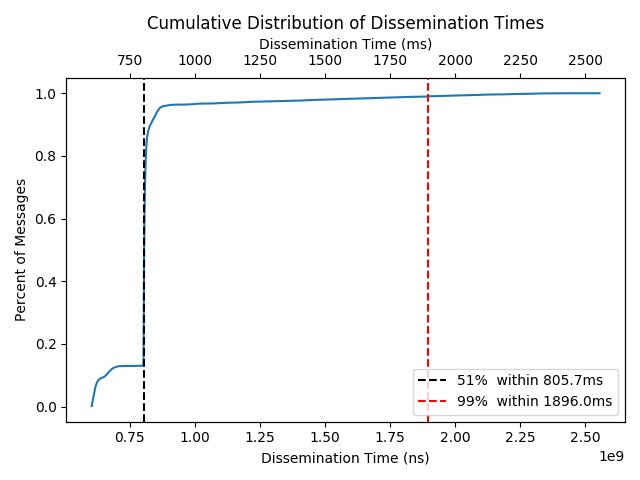 Cumulative Distribution of Dissemination Times
Dissemination Time (ms)
750 1000 1250 1500 1750 2000 2250 2500
1.0
0.8
0.6
0.4
0.2
0.0
Percent of Messages
51% within 805.7ms
99% within 1896.0ms
0.75 1.00 1.25 1.50 1.75 2.00 2.25 2.50
1e9
Dissemination Time (ns)